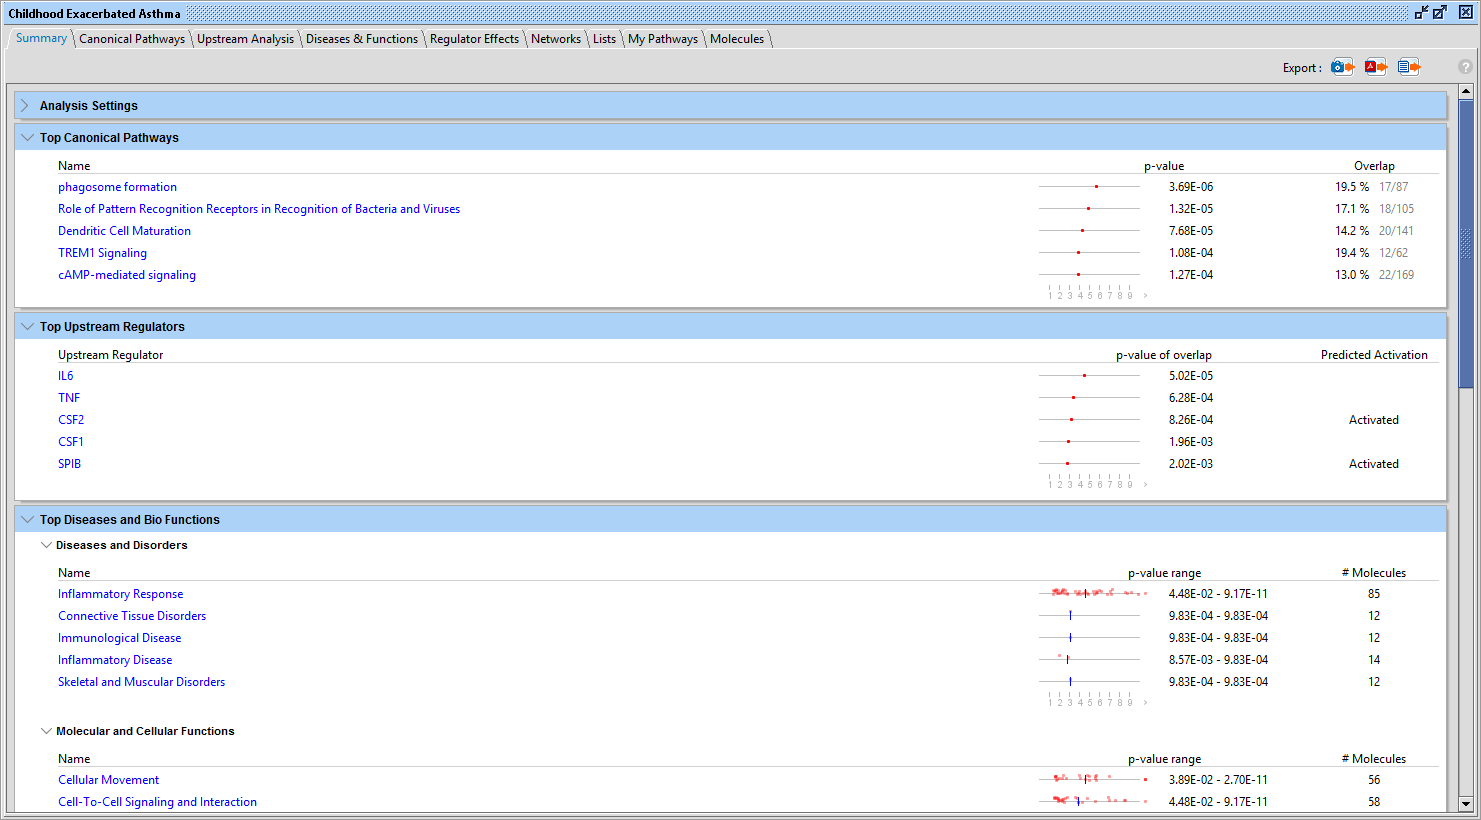 Childhood Exacerbated Asthma
Summary Canonical Pathways Upstream Analysis Diseases & Functions Regulator Effects Networks Lists My Pathways Molecules
Export :
Analysis Settings
Top Canonical Pathways
Name p-value Overlap
phagosome formation 3.69E-06 19.5 % 17/87
Role of Pattern Recognition Receptors in Recognition of Bacteria and Viruses 1.32E-05 17.1 % 18/105
Dendritic Cell Maturation 7.68E-05 14.2 % 20/141
TREM1 Signaling 1.08E-04 19.4 % 12/62
cAMP-mediated signaling 1.27E-04 13.0 % 22/169
1 2 3 4 5 6 7 8 9 >
Top Upstream Regulators
Upstream Regulator p-value of overlap Predicted Activation
IL6 5.02E-05
TNF 6.28E-04
CSF2 8.26E-04 Activated
CSF1 1.96E-03
SPIB 2.02E-03 Activated
1 2 3 4 5 6 7 8 9 >
Top Diseases and Bio Functions
Diseases and Disorders
Name p-value range # Molecules
Inflammatory Response 4.48E-02 - 9.17E-11 85
Connective Tissue Disorders 9.83E-04 - 9.83E-04 12
Immunological Disease 9.83E-04 - 9.83E-04 12
Inflammatory Disease 8.57E-03 - 9.83E-04 14
Skeletal and Muscular Disorders 9.83E-04 - 9.83E-04 12
1 2 3 4 5 6 7 8 9 >
Molecular and Cellular Functions
Name p-value range # Molecules
Cellular Movement 3.89E-02 - 2.70E-11 56
Cell-To-Cell Signaling and Interaction 4.48E-02 - 9.17E-11 58